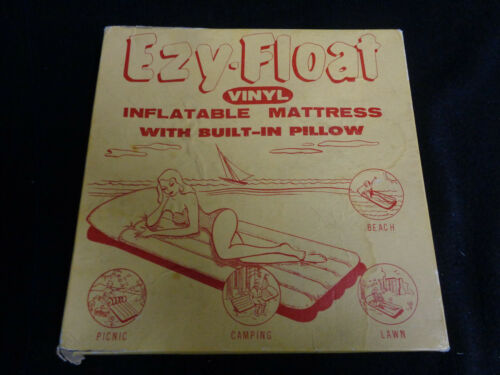 Ezy·Float
VINYL
INFLATABLE MATTRESS
WITH BUILT-IN PILLOW
BEACH
PICNIC
CAMPING
LAWN